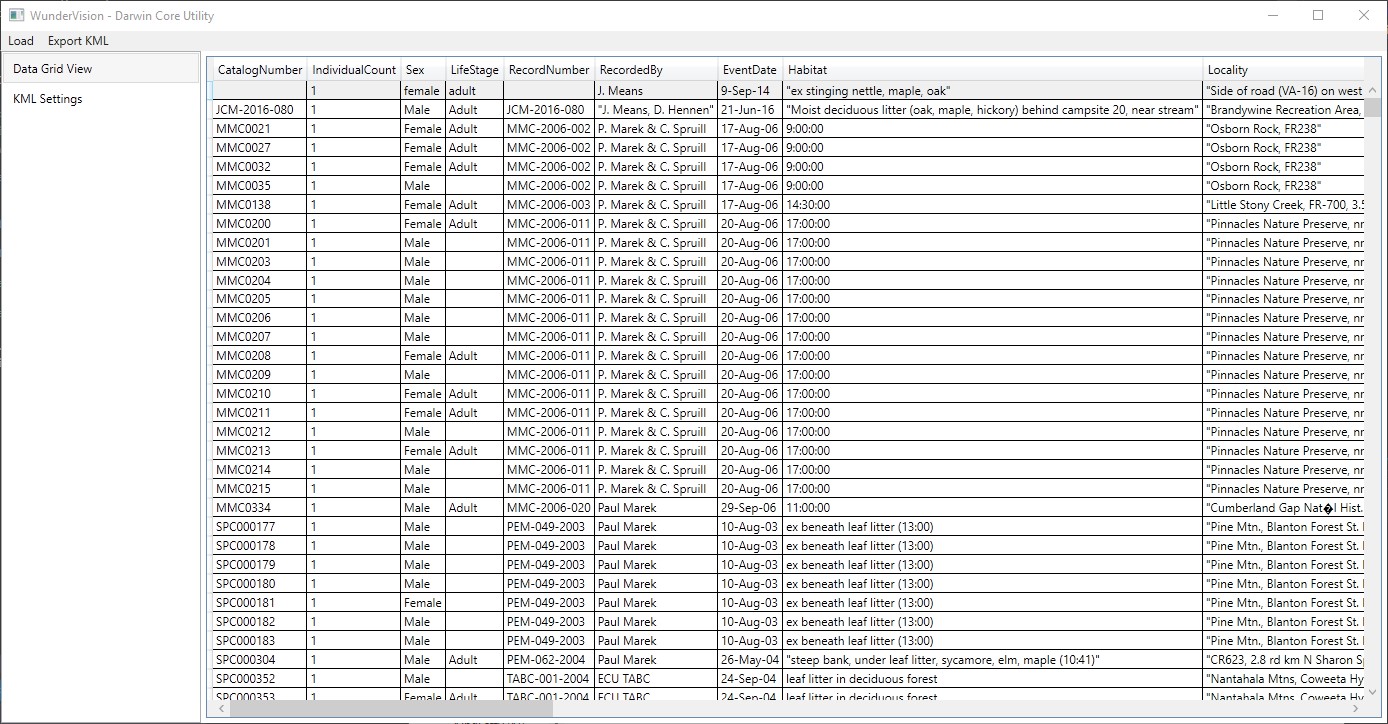 WunderVision - Darwin Core Utility
Load Export KML
Data Grid View
KML Settings
CatalogNumber IndividualCount Sex LifeStage RecordNumber RecordedBy EventDate Habitat Locality
1 female adult J. Means 9-Sep-14 "ex stinging nettle, maple, oak" "Side of road (VA-16) on west
JCM-2016-080 1 Male Adult JCM-2016-080 "J. Means, D. Hennen" 21-Jun-16 "Moist deciduous litter (oak, maple, hickory) behind campsite 20, near stream" "Brandywine Recreation Area,
MMC0021 1 Female Adult MMC-2006-002 P. Marek & C. Spruill 17-Aug-06 9:00:00 "Osborn Rock, FR238"
MMC0027 1 Female Adult MMC-2006-002 P. Marek & C. Spruill 17-Aug-06 9:00:00 "Osborn Rock, FR238"
MMC0032 1 Female Adult MMC-2006-002 P. Marek & C. Spruill 17-Aug-06 9:00:00 "Osborn Rock, FR238"
MMC0035 1 Male MMC-2006-002 P. Marek & C. Spruill 17-Aug-06 9:00:00 "Osborn Rock, FR238"
MMC0138 1 Female Adult MMC-2006-003 P. Marek & C. Spruill 17-Aug-06 14:30:00 "Little Stony Creek, FR-700, 3.5
MMC0200 1 Female Adult MMC-2006-011 P. Marek & C. Spruill 20-Aug-06 17:00:00 "Pinnacles Nature Preserve, nr
MMC0201 1 Male MMC-2006-011 P. Marek & C. Spruill 20-Aug-06 17:00:00 "Pinnacles Nature Preserve, nr
MMC0203 1 Male MMC-2006-011 P. Marek & C. Spruill 20-Aug-06 17:00:00 "Pinnacles Nature Preserve, nr
MMC0204 1 Male MMC-2006-011 P. Marek & C. Spruill 20-Aug-06 17:00:00 "Pinnacles Nature Preserve, nr
MMC0205 1 Male MMC-2006-011 P. Marek & C. Spruill 20-Aug-06 17:00:00 "Pinnacles Nature Preserve, nr
MMC0206 1 Male MMC-2006-011 P. Marek & C. Spruill 20-Aug-06 17:00:00 "Pinnacles Nature Preserve, nr
MMC0207 1 Male MMC-2006-011 P. Marek & C. Spruill 20-Aug-06 17:00:00 "Pinnacles Nature Preserve, nr
MMC0208 1 Female Adult MMC-2006-011 P. Marek & C. Spruill 20-Aug-06 17:00:00 "Pinnacles Nature Preserve, nr
MMC0209 1 Male MMC-2006-011 P. Marek & C. Spruill 20-Aug-06 17:00:00 "Pinnacles Nature Preserve, nr
MMC0210 1 Female Adult MMC-2006-011 P. Marek & C. Spruill 20-Aug-06 17:00:00 "Pinnacles Nature Preserve, nr
MMC0211 1 Female Adult MMC-2006-011 P. Marek & C. Spruill 20-Aug-06 17:00:00 "Pinnacles Nature Preserve, nr
MMC0212 1 Male MMC-2006-011 P. Marek & C. Spruill 20-Aug-06 17:00:00 "Pinnacles Nature Preserve, nr
MMC0213 1 Female Adult MMC-2006-011 P. Marek & C. Spruill 20-Aug-06 17:00:00 "Pinnacles Nature Preserve, nr
MMC0214 1 Male MMC-2006-011 P. Marek & C. Spruill 20-Aug-06 17:00:00 "Pinnacles Nature Preserve, nr
MMC0215 1 Male MMC-2006-011 P. Marek & C. Spruill 20-Aug-06 17:00:00 "Pinnacles Nature Preserve, nr
MMC0334 1 Male Adult MMC-2006-020 Paul Marek 29-Sep-06 11:00:00 "Cumberland Gap Nat�l Hist.
SPC000177 1 Male PEM-049-2003 Paul Marek 10-Aug-03 ex beneath leaf litter (13:00) "Pine Mtn., Blanton Forest St.
SPC000178 1 Male PEM-049-2003 Paul Marek 10-Aug-03 ex beneath leaf litter (13:00) "Pine Mtn., Blanton Forest St.
SPC000179 1 Male PEM-049-2003 Paul Marek 10-Aug-03 ex beneath leaf litter (13:00) "Pine Mtn., Blanton Forest St.
SPC000180 1 Male PEM-049-2003 Paul Marek 10-Aug-03 ex beneath leaf litter (13:00) "Pine Mtn., Blanton Forest St.
SPC000181 1 Female PEM-049-2003 Paul Marek 10-Aug-03 ex beneath leaf litter (13:00) "Pine Mtn., Blanton Forest St.
SPC000182 1 Male PEM-049-2003 Paul Marek 10-Aug-03 ex beneath leaf litter (13:00) "Pine Mtn., Blanton Forest St.
SPC000183 1 Male PEM-049-2003 Paul Marek 10-Aug-03 ex beneath leaf litter (13:00) "Pine Mtn., Blanton Forest St.
SPC000304 1 Male Adult PEM-062-2004 Paul Marek 26-May-04 "steep bank, under leaf litter, sycamore, elm, maple (10:41)" "CR623, 2.8 rd km N Sharon Sp
SPC000352 1 Male TABC-001-2004 ECU TABC 24-Sep-04 leaf litter in deciduous forest "Nantahala Mtns, Coweeta Hy
SPC000353 1 Female Adult TABC-001-2004 ECU TABC 24-Sep-04 leaf litter in deciduous forest "Nantahala Mtns, Coweeta Hy